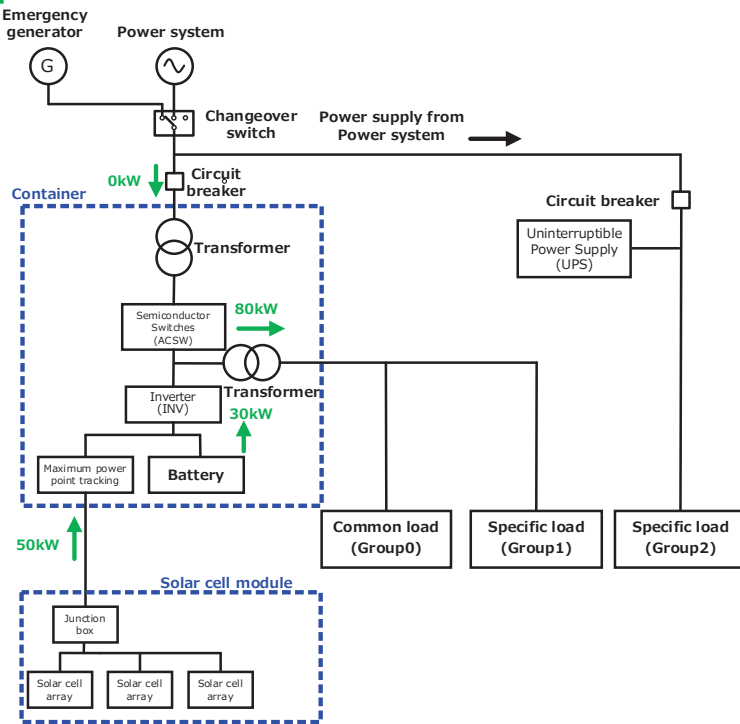 Emergency
generator
Power system
G
Changeover
switch
Power supply from
Power system
0kW
Circuit
breaker
Container
Circuit breaker
Transformer
Uninterruptible
Power Supply
(UPS)
Semiconductor
Switches
(ACSW)
80kW
Transformer
Inverter
(INV)
30kW
Maximum power
point tracking
Battery
50kW
Common load
(Group0)
Specific load
(Group1)
Specific load
(Group2)
Solar cell module
Junction
box
Solar cell
array
Solar cell
array
Solar cell
array